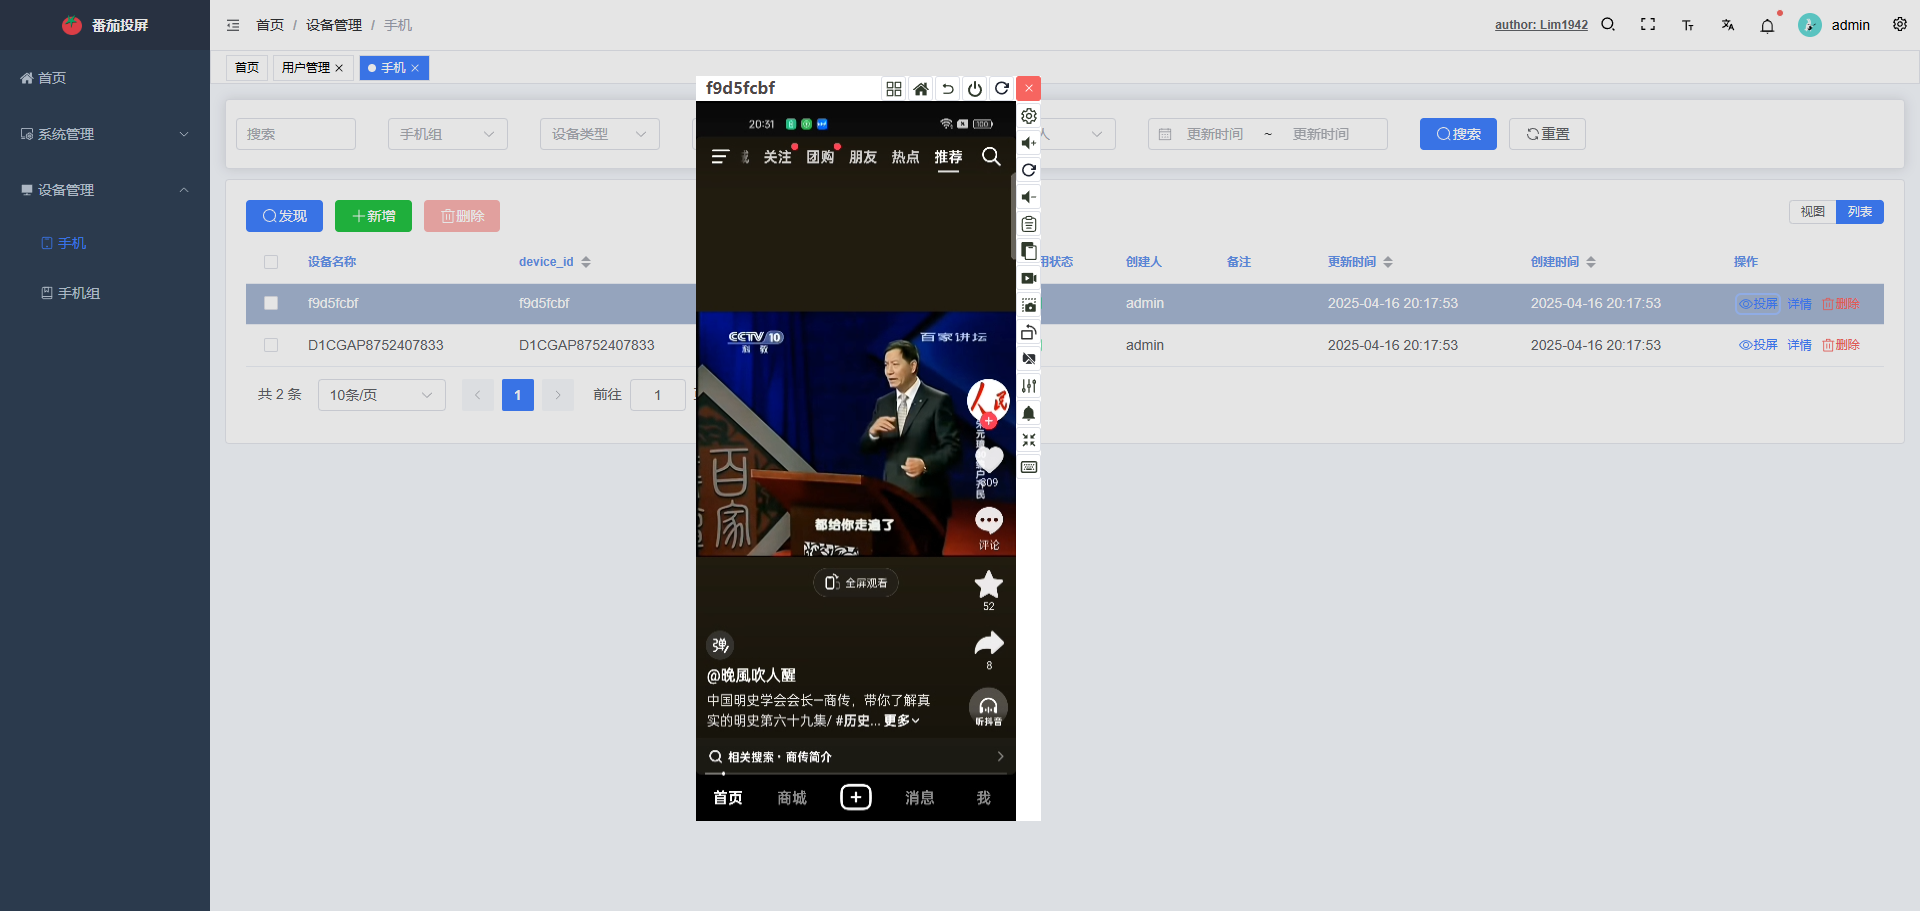 番茄投屏
首页 / 设备管理 / 手机
author: Lim1942
admin
首页
系统管理
设备管理
手机
手机组
首页
用户管理
手机
搜索
手机组
设备类型
人
更新时间 ~ 更新时间
搜索
重置
发现
新增
删除
视图
列表
设备名称 device_id 用状态 创建人 备注 更新时间 创建时间 操作
f9d5fcbf f9d5fcbf admin 2025-04-16 20:17:53 2025-04-16 20:17:53 投屏 详情 删除
D1CGAP8752407833 D1CGAP8752407833 admin 2025-04-16 20:17:53 2025-04-16 20:17:53 投屏 详情 删除
共 2 条 10条/页 1 前往 1
f9d5fcbf
20:31
100
关注 团购 朋友 热点 推荐
CCTV 10
科教
百家讲坛
人民
百家
都给你走遍了
809
评论
全屏观看
52
8
弹
@晚風吹人醒
中国明史学会会长—商传，带你了解真
实的明史第六十九集/ #历史... 更多
听抖音
相关搜索·商传简介
首页 商城 消息 我